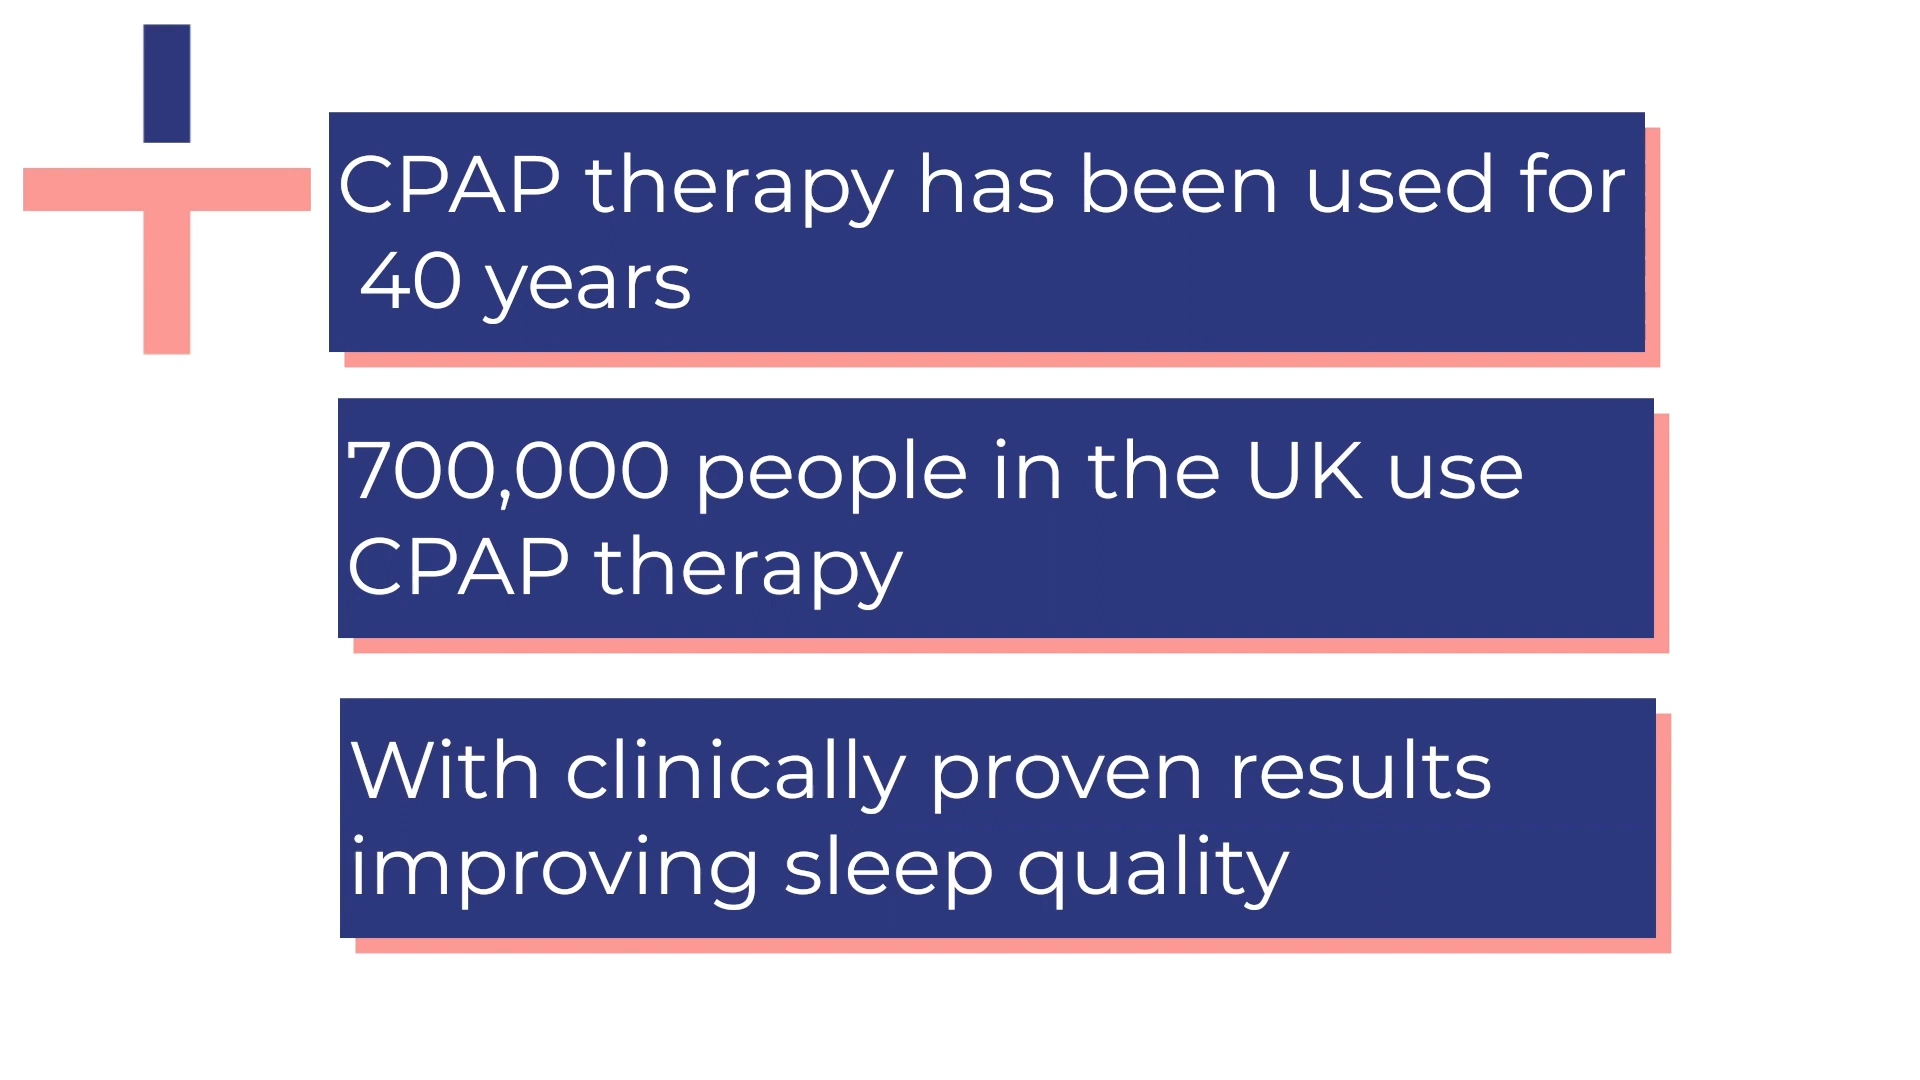 CPAP therapy has been used for
40 years
700,000 people in the UK use
CPAP therapy
With clinically proven results
improving sleep quality